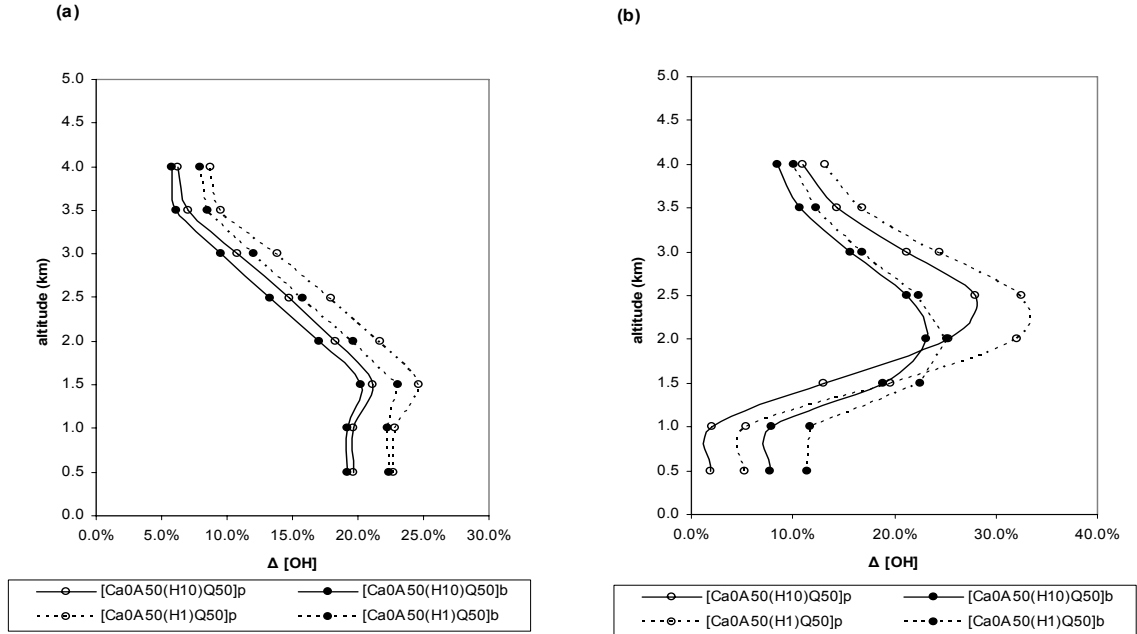 (a)
(b)
5.0
4.5
4.0
3.5
3.0
2.5
2.0
1.5
1.0
0.5
0.0
altitude (km)
0.0% 5.0% 10.0% 15.0% 20.0% 25.0% 30.0%
Δ [OH]
[Ca0A50(H10)Q50]p [Ca0A50(H10)Q50]b
[Ca0A50(H1)Q50]p [Ca0A50(H1)Q50]b
5.0
4.5
4.0
3.5
3.0
2.5
2.0
1.5
1.0
0.5
0.0
altitude (km)
0.0% 10.0% 20.0% 30.0% 40.0%
Δ [OH]
[Ca0A50(H10)Q50]p [Ca0A50(H10)Q50]b
[Ca0A50(H1)Q50]p [Ca0A50(H1)Q50]b